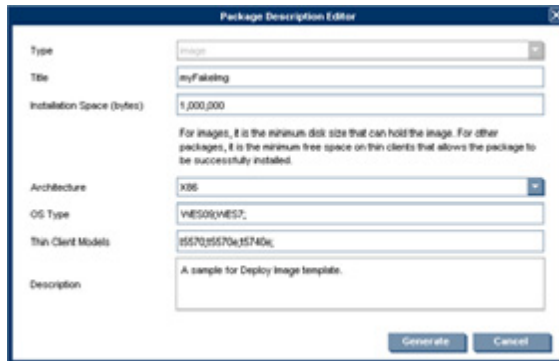 Package Description Editor
Type
image
Title
myFakeImg
Installation Space (bytes)
1,000,000
For images, it is the minimum disk size that can hold the image. For other
packages, it is the minimum free space on thin clients that allows the package to
be successfully installed.
Architecture
X86
OS Type
WES09;WES7;
Thin Client Models
t5570;t5570e;t5740e;
Description
A sample for Deploy Image template.
Generate
Cancel